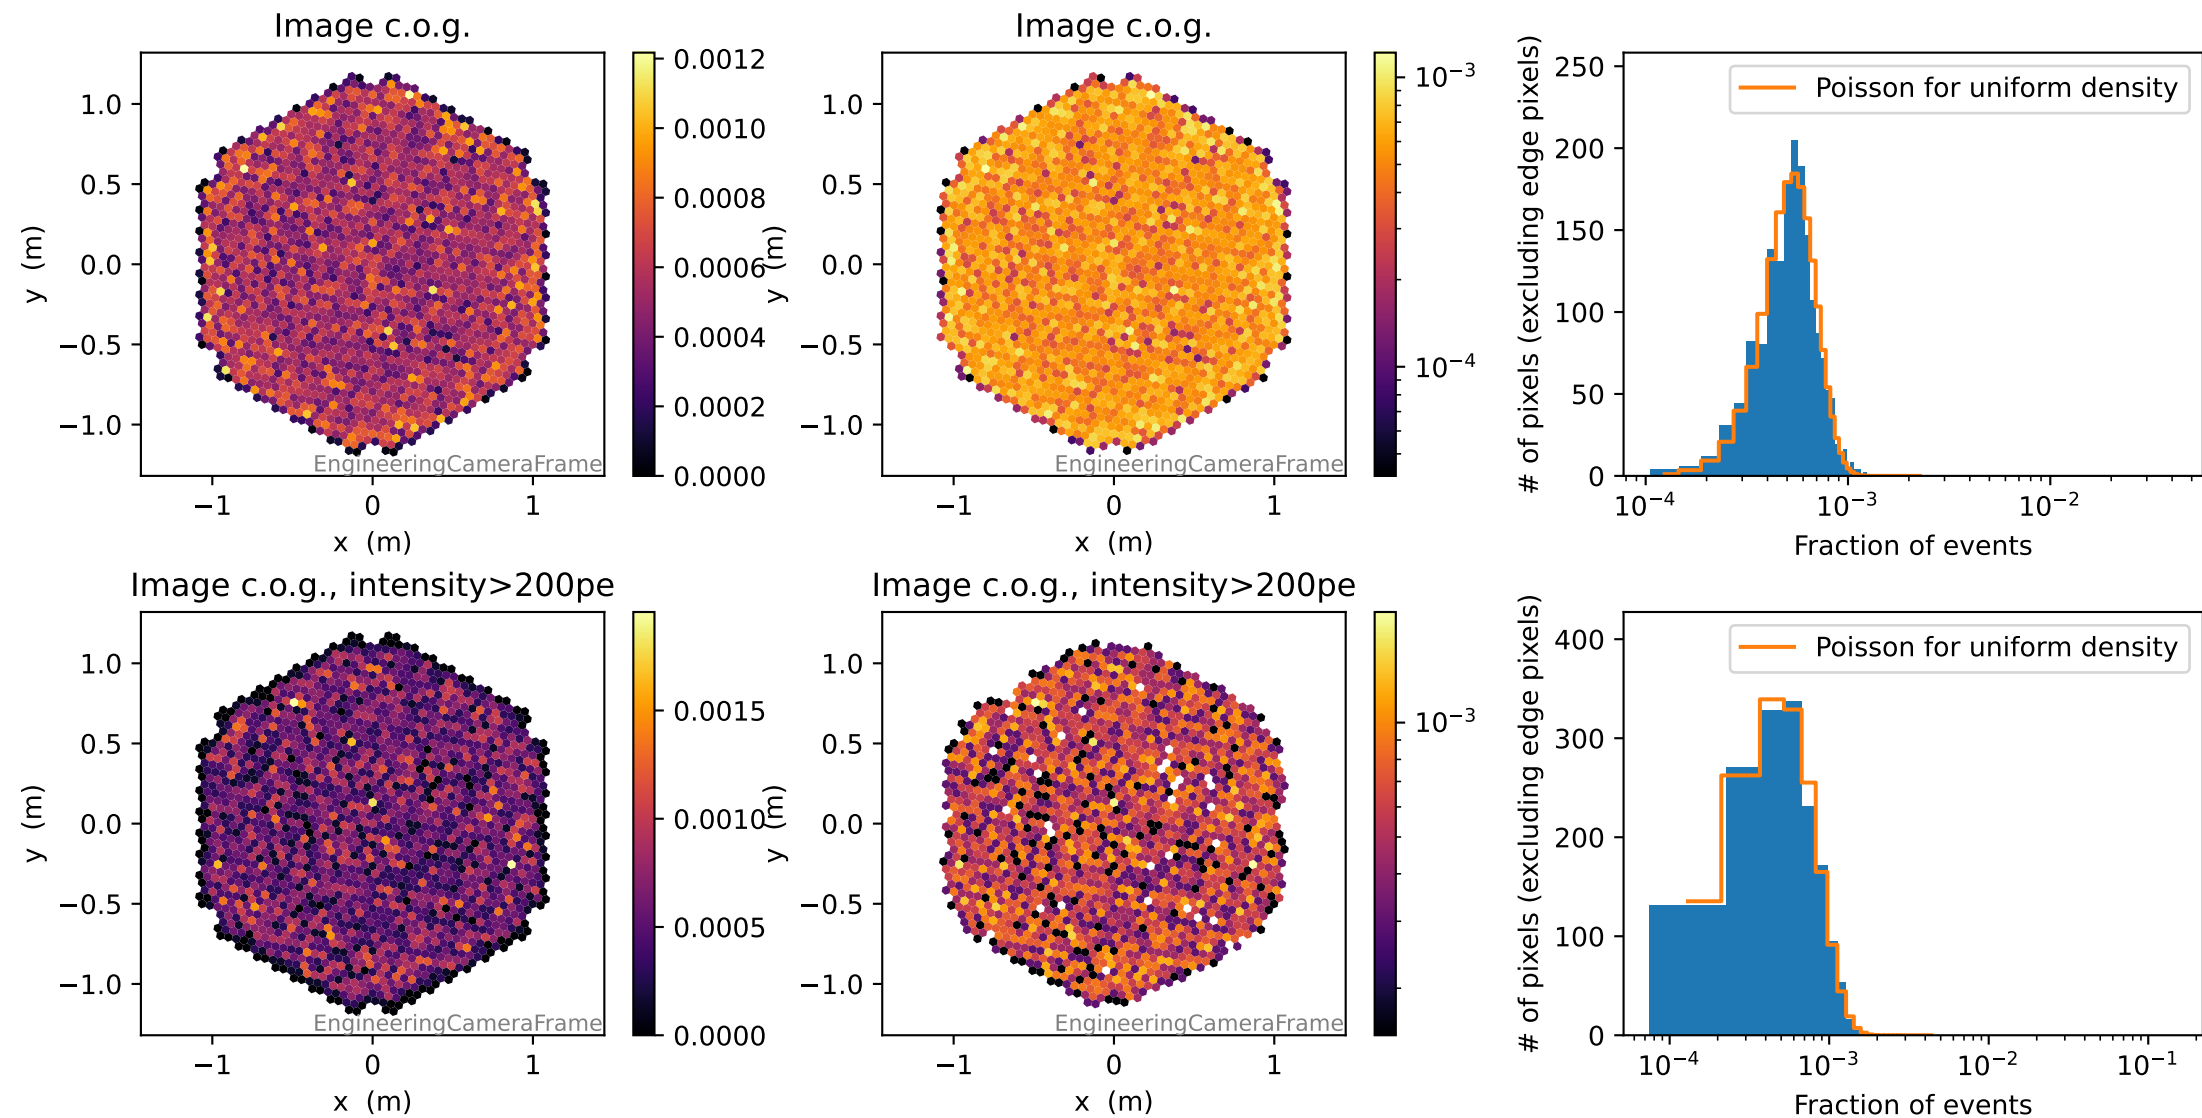 Image c.o.g.
1.0
0.5
0.0
−0.5
−1.0
y (m)
−1
0
1
x (m)
EngineeringCameraFrame
0.0012
0.0010
0.0008
0.0006
0.0004
0.0002
0.0000
Image c.o.g.
1.0
0.5
0.0
−0.5
−1.0
y (m)
−1
0
1
x (m)
EngineeringCameraFrame
10⁻³
10⁻⁴
Poisson for uniform density
250
200
150
100
50
0
# of pixels (excluding edge pixels)
10⁻⁴
10⁻³
10⁻²
Fraction of events
Image c.o.g., intensity>200pe
1.0
0.5
0.0
−0.5
−1.0
y (m)
−1
0
1
x (m)
EngineeringCameraFrame
0.0015
0.0010
0.0005
0.0000
Image c.o.g., intensity>200pe
1.0
0.5
0.0
−0.5
−1.0
y (m)
−1
0
1
x (m)
EngineeringCameraFrame
10⁻³
Poisson for uniform density
400
300
200
100
0
# of pixels (excluding edge pixels)
10⁻⁴
10⁻³
10⁻²
10⁻¹
Fraction of events